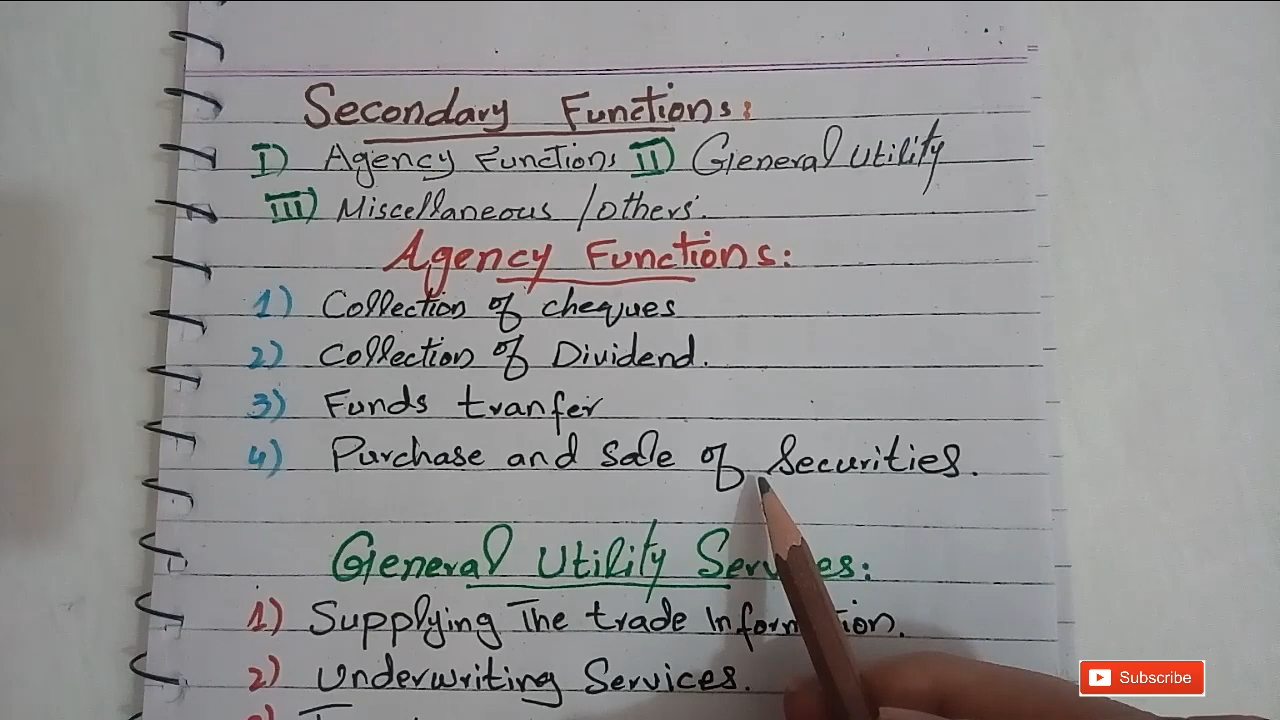 Secondary Functions:
I) Agency Functions II) General Utility
III) Miscellaneous / others.
Agency Functions:
1) Collection of cheques
2) Collection of Dividend.
3) Funds tranfer
4) Purchase and sale of Securities.
General Utility Services:
1) Supplying The trade Information.
2) Underwriting Services.
Subscribe